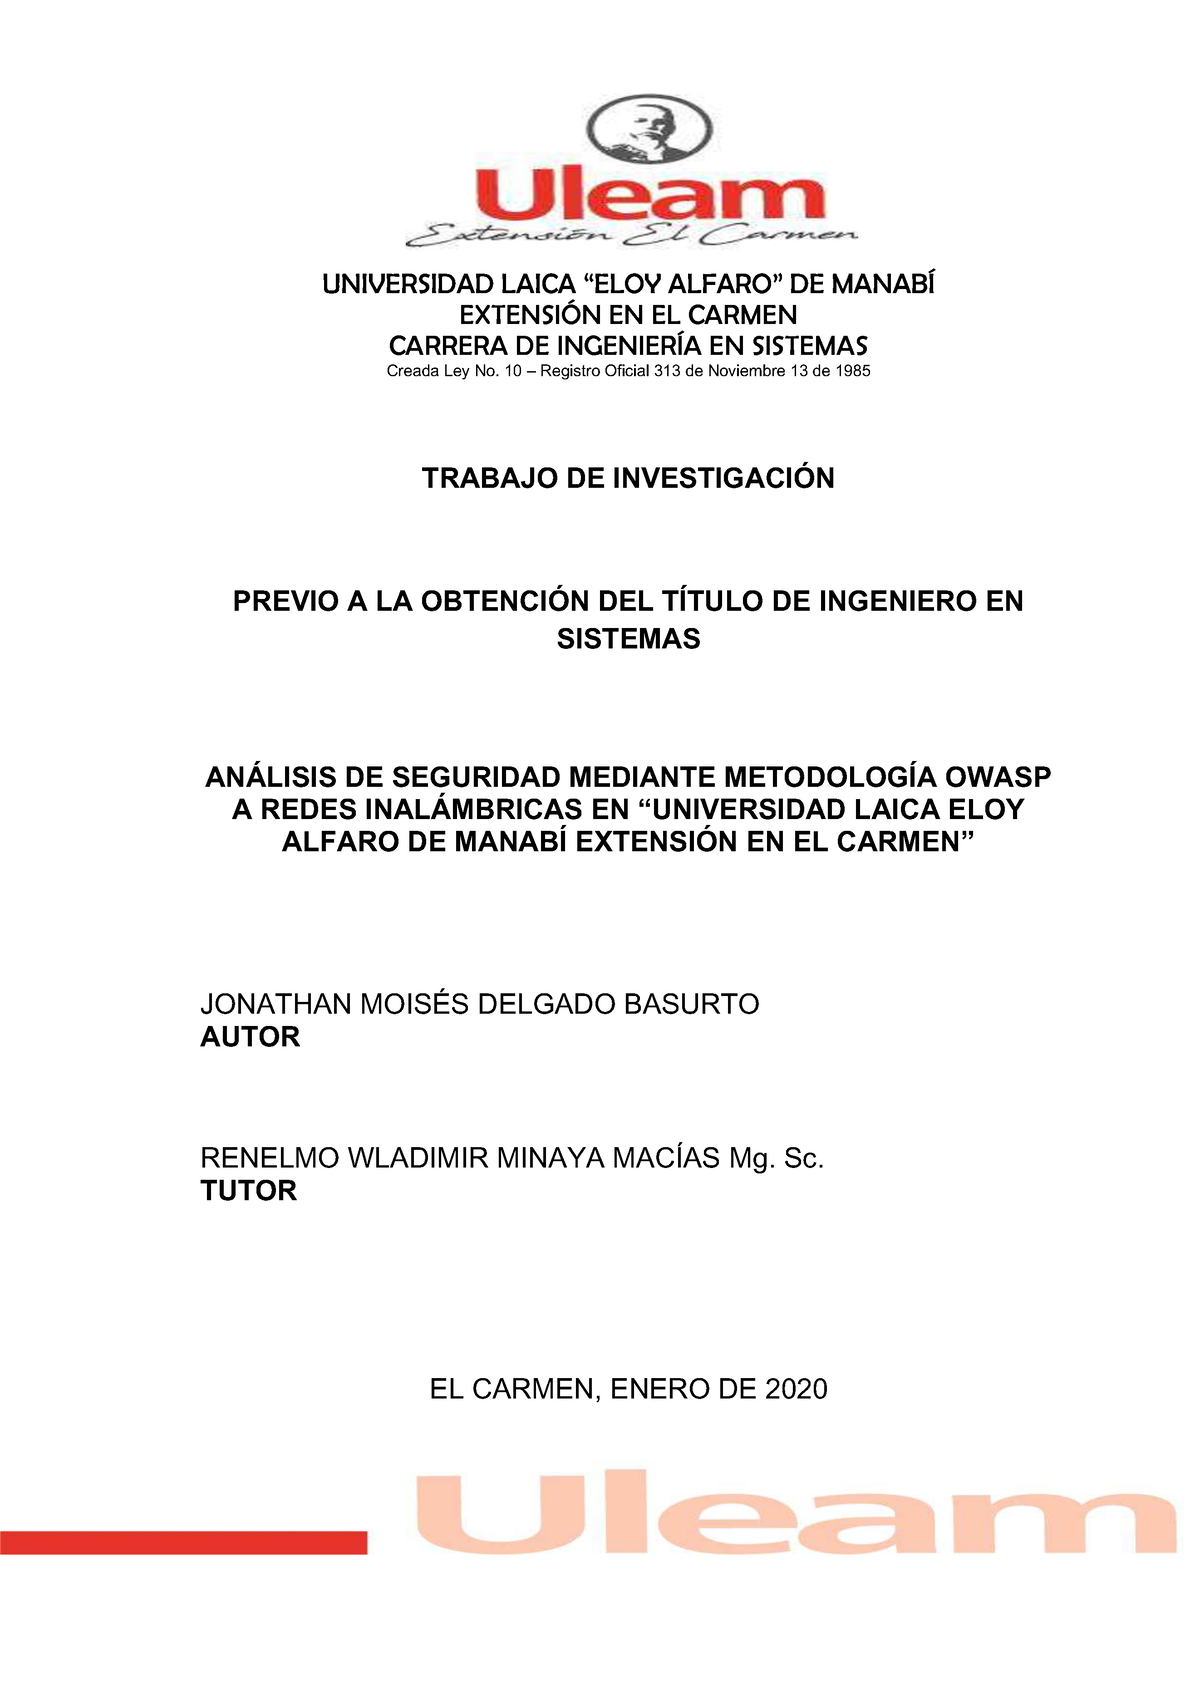 Uleam
Extensión El Carmen
UNIVERSIDAD LAICA “ELOY ALFARO” DE MANABÍ
EXTENSIÓN EN EL CARMEN
CARRERA DE INGENIERÍA EN SISTEMAS
Creada Ley No. 10 – Registro Oficial 313 de Noviembre 13 de 1985
TRABAJO DE INVESTIGACIÓN
PREVIO A LA OBTENCIÓN DEL TÍTULO DE INGENIERO EN
SISTEMAS
ANÁLISIS DE SEGURIDAD MEDIANTE METODOLOGÍA OWASP
A REDES INALÁMBRICAS EN “UNIVERSIDAD LAICA ELOY
ALFARO DE MANABÍ EXTENSIÓN EN EL CARMEN”
JONATHAN MOISÉS DELGADO BASURTO
AUTOR
RENELMO WLADIMIR MINAYA MACÍAS Mg. Sc.
TUTOR
EL CARMEN, ENERO DE 2020
Uleam